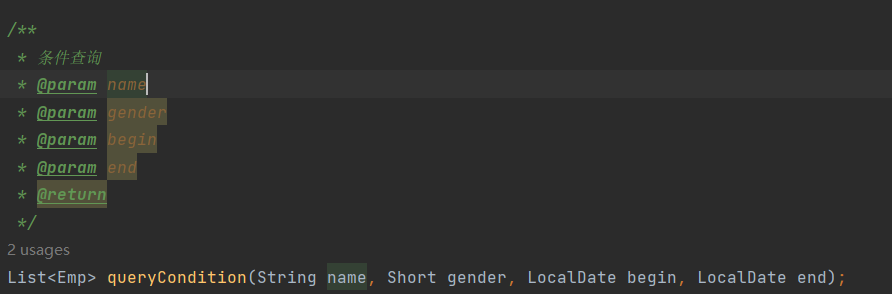 /**
* 条件查询
* @param name
* @param gender
* @param begin
* @param end
* @return
*/
2 usages
List<Emp> queryCondition(String name, Short gender, LocalDate begin, LocalDate end);